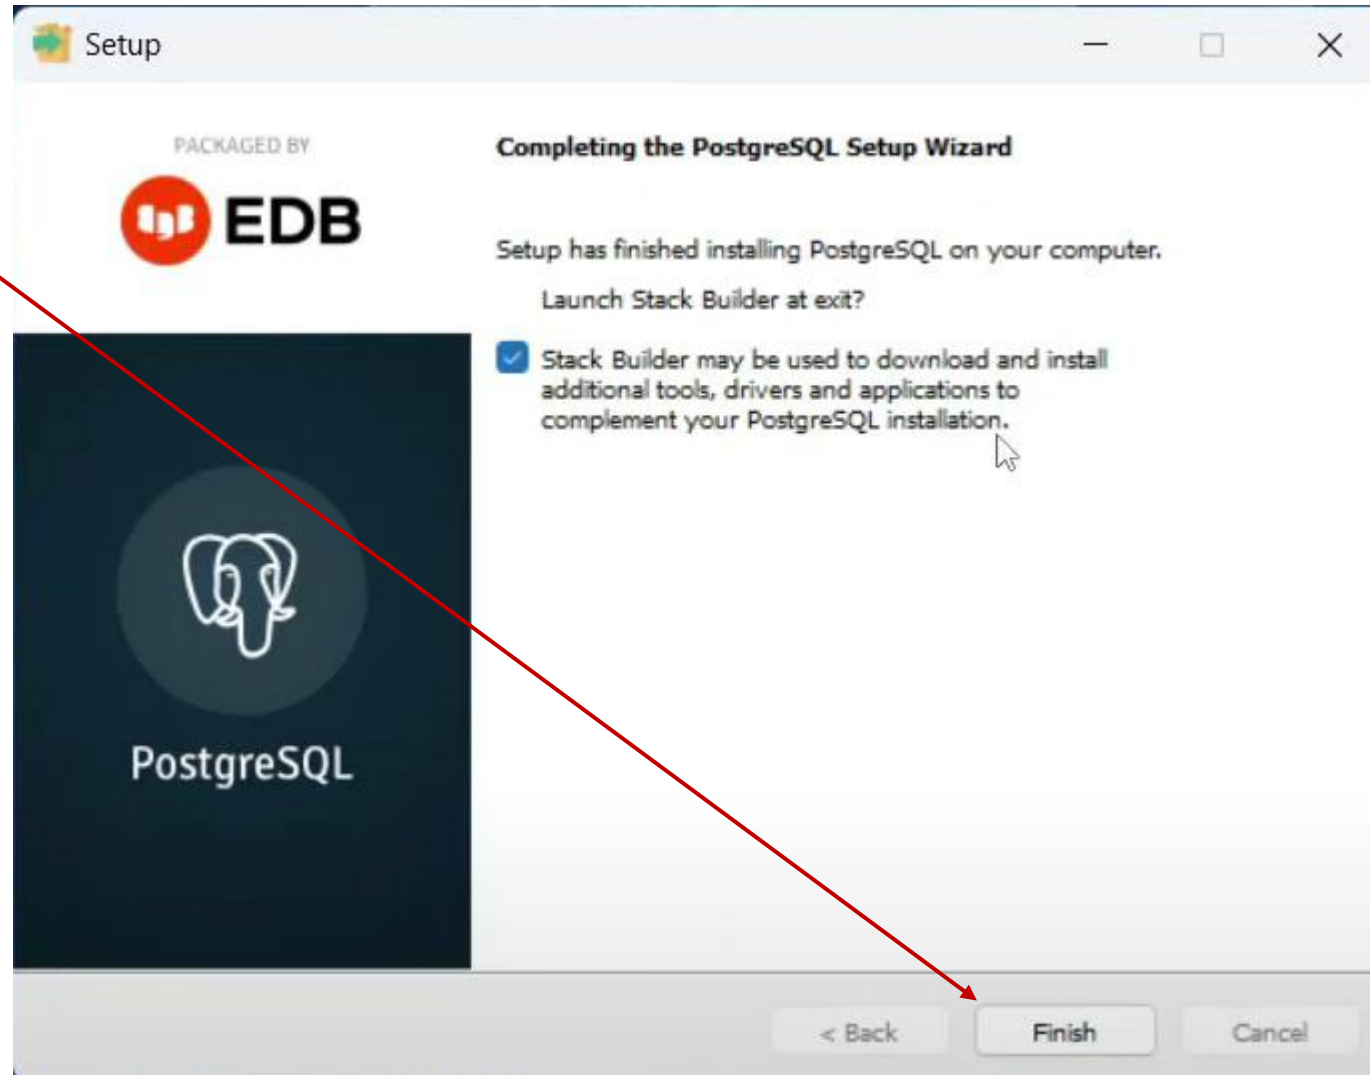 Setup
PACKAGED BY
EDB
Completing the PostgreSQL Setup Wizard
Setup has finished installing PostgreSQL on your computer.
Launch Stack Builder at exit?
Stack Builder may be used to download and install
additional tools, drivers and applications to
complement your PostgreSQL installation.
PostgreSQL
< Back
Finish
Cancel